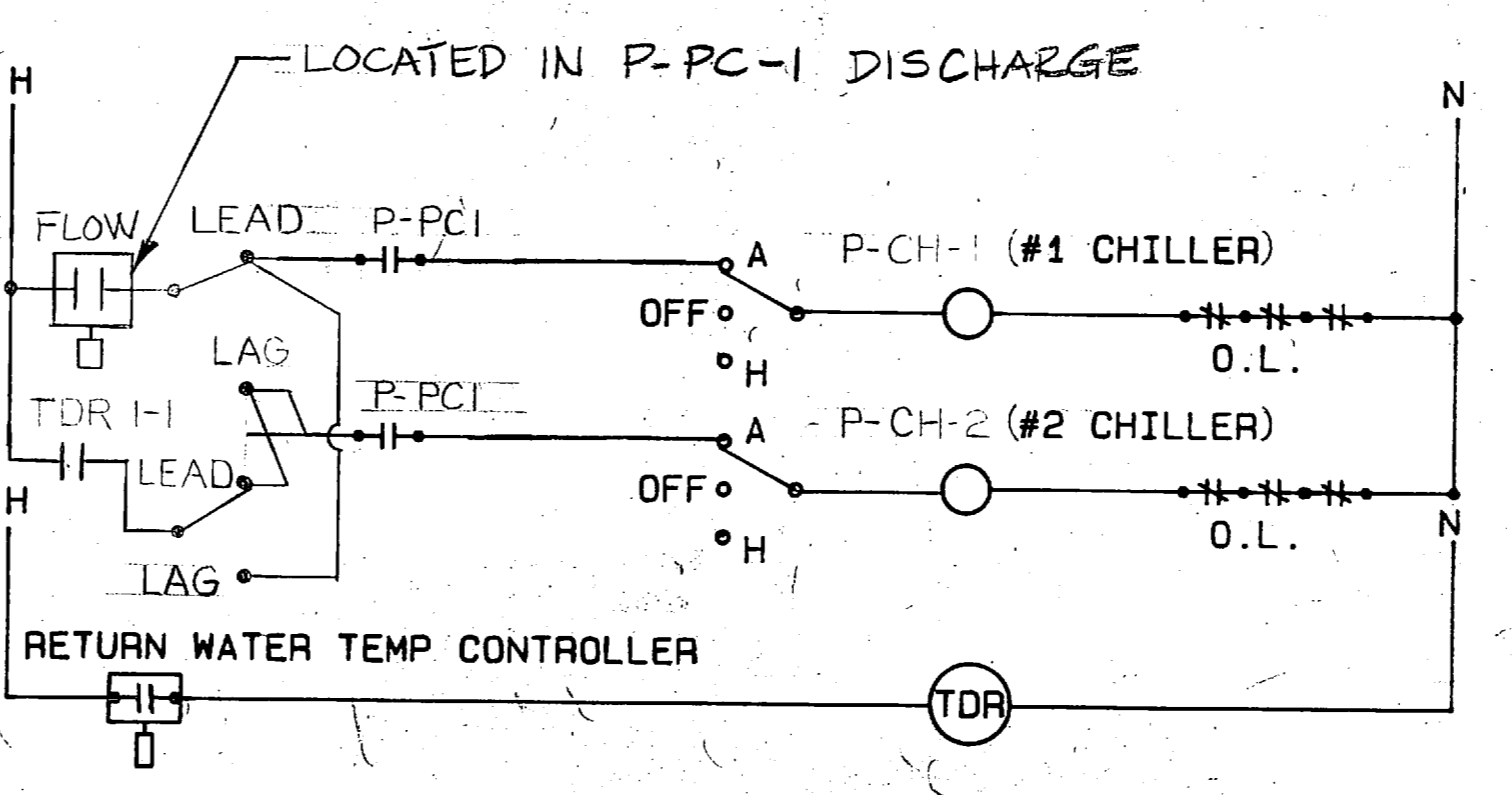 LOCATED IN P-PC-1 DISCHARGE
H
N
FLOW
LEAD
P-PC1
A
P-CH-1 (#1 CHILLER)
OFF
H
O.L.
LAG
TDR 1-1
P-PC1
A
P-CH-2 (#2 CHILLER)
LEAD
OFF
H
H
O.L.
N
LAG
RETURN WATER TEMP CONTROLLER
TDR